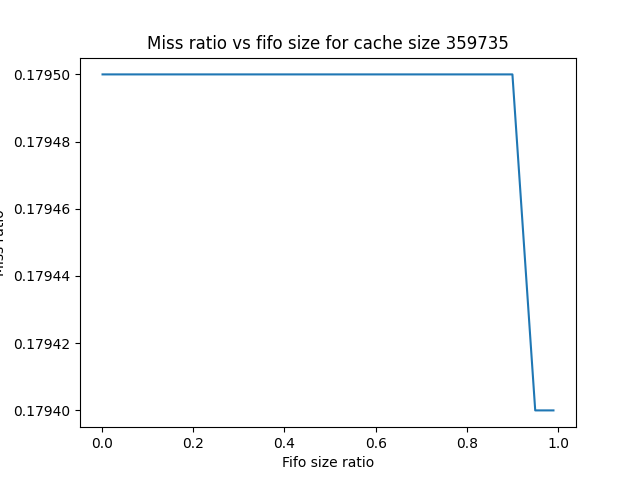 Miss ratio vs fifo size for cache size 359735
0.17950
0.17948
0.17946
0.17944
0.17942
0.17940
Miss ratio
0.0 0.2 0.4 0.6 0.8 1.0
Fifo size ratio